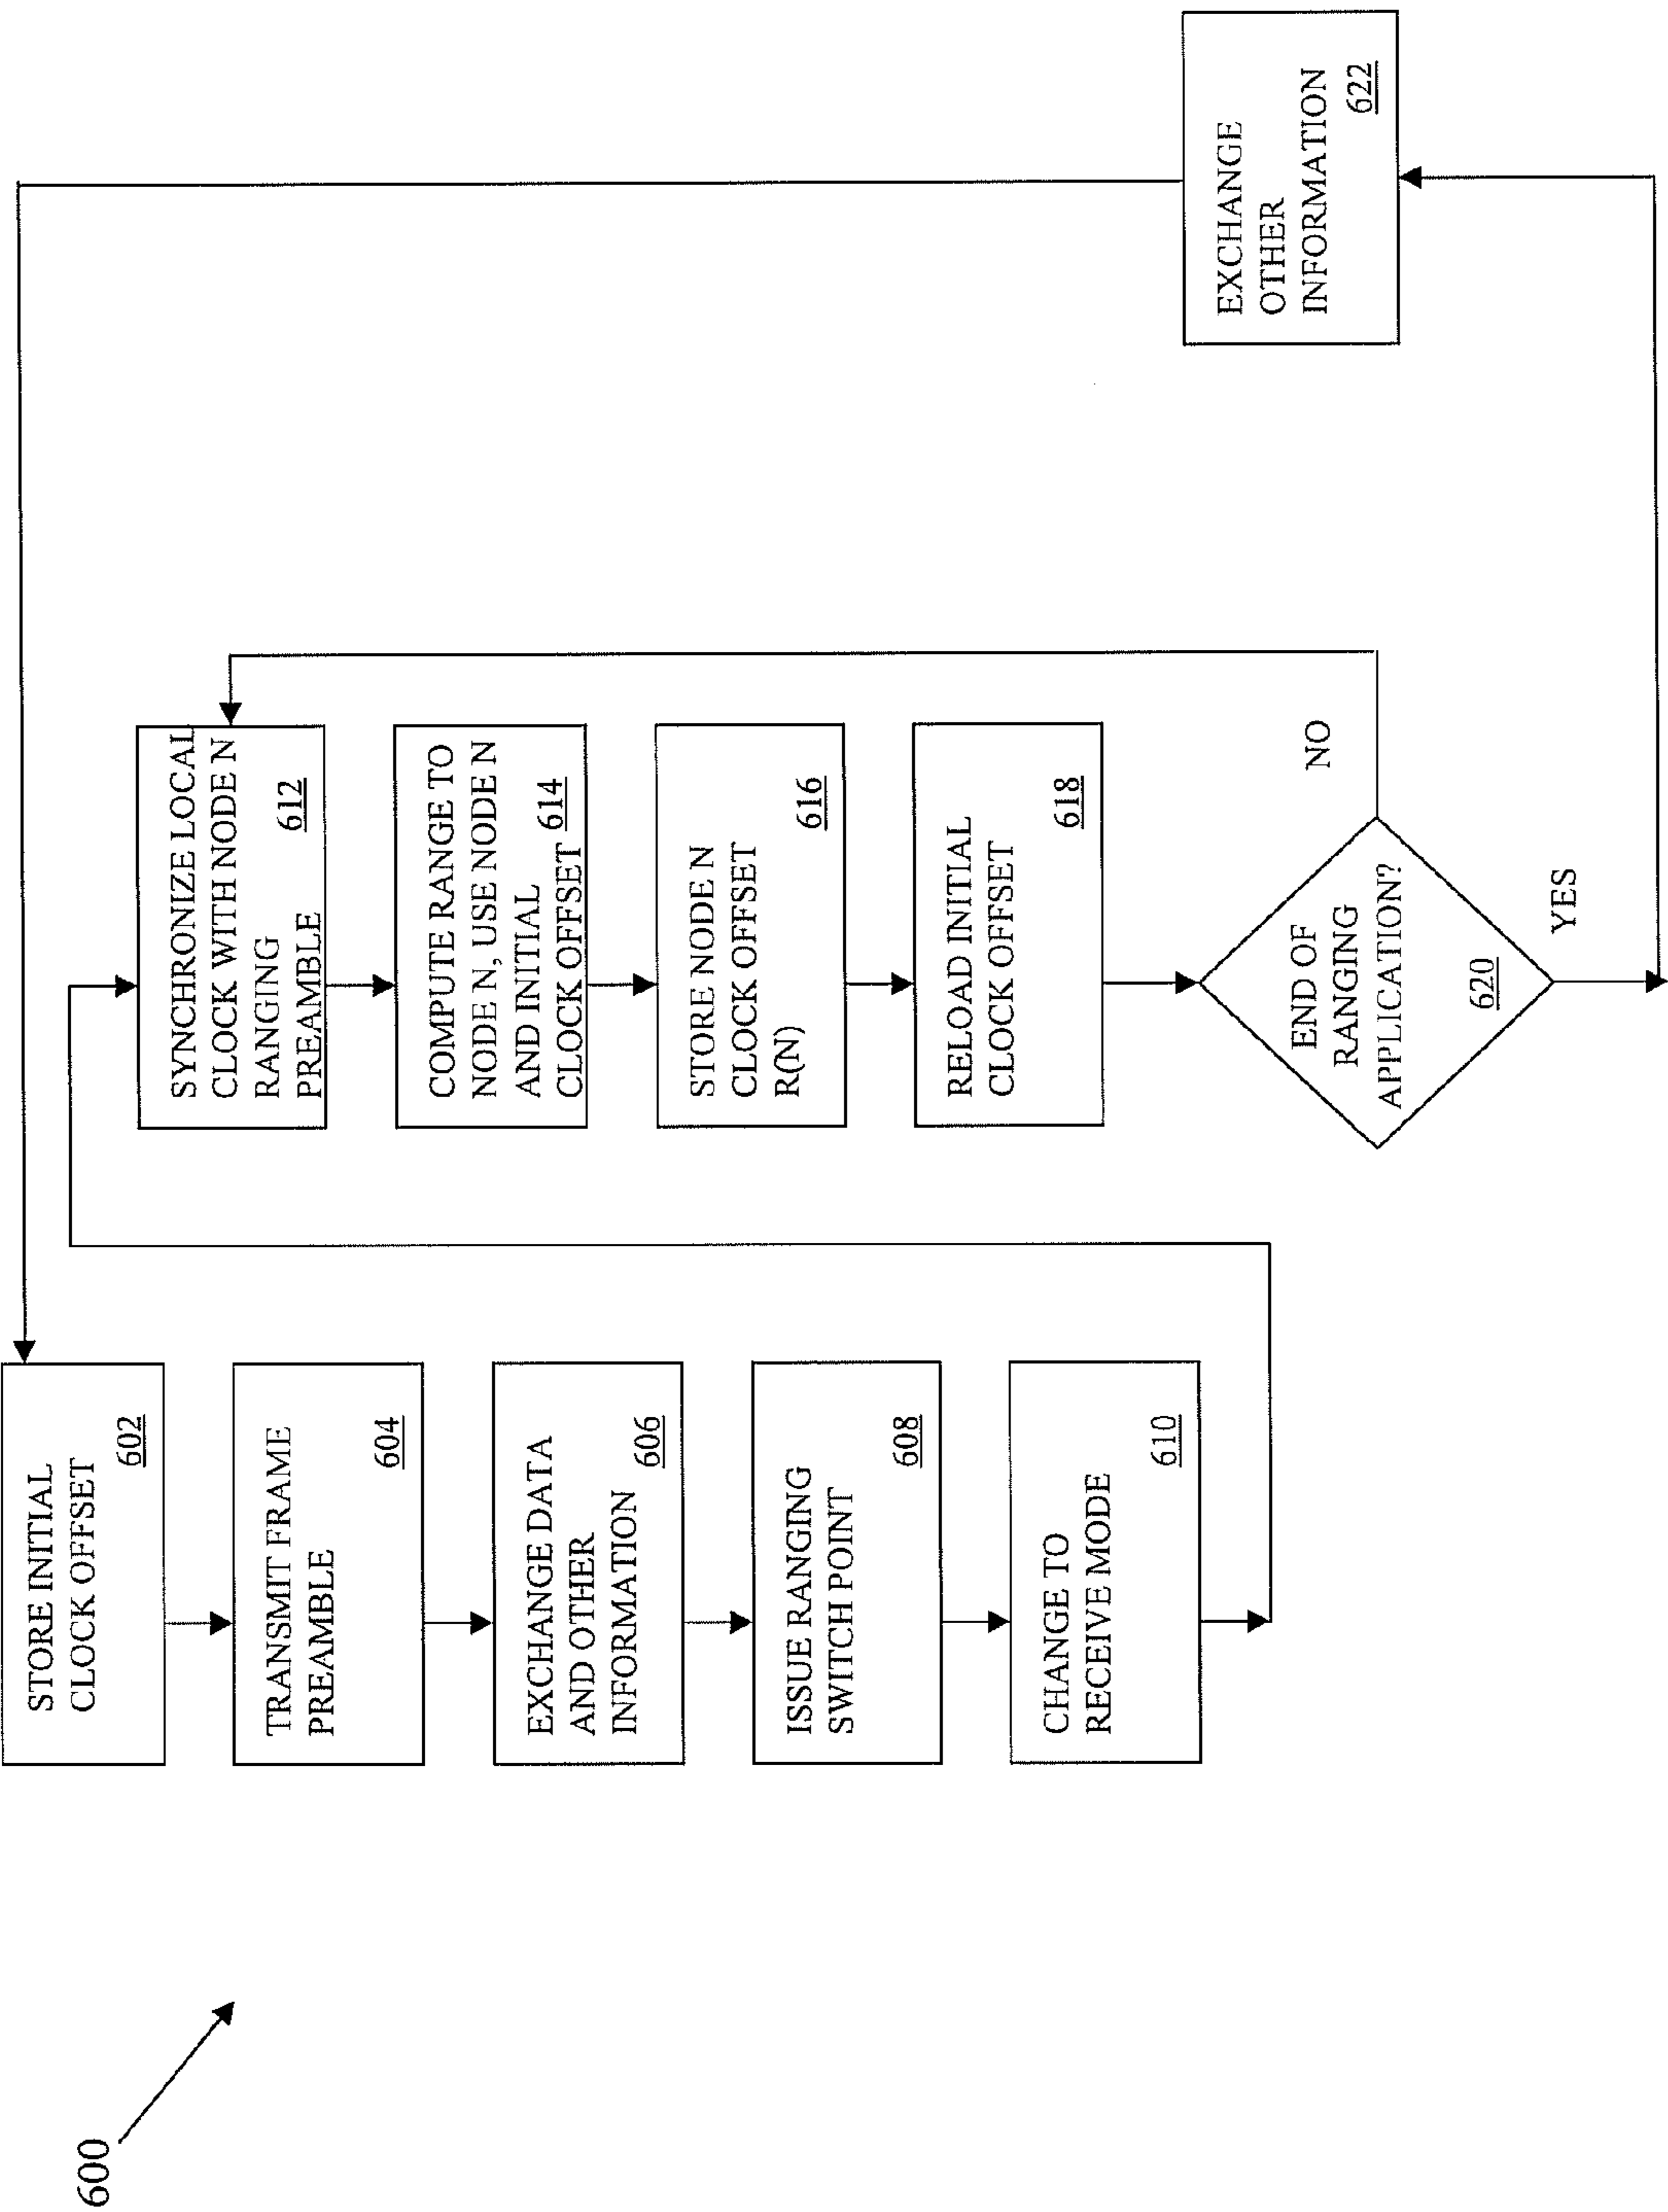 600
STORE INITIAL
CLOCK OFFSET
602
TRANSMIT FRAME
PREAMBLE
604
EXCHANGE DATA
AND OTHER
INFORMATION
606
ISSUE RANGING
SWITCH POINT
608
CHANGE TO
RECEIVE MODE
610
SYNCHRONIZE LOCAL
CLOCK WITH NODE N
RANGING
PREAMBLE
612
COMPUTE RANGE TO
NODE N, USE NODE N
AND INITIAL
CLOCK OFFSET
614
STORE NODE N
CLOCK OFFSET
R(N)
616
RELOAD INITIAL
CLOCK OFFSET
618
END OF
RANGING
APPLICATION?
620
NO
YES
EXCHANGE
OTHER
INFORMATION
622